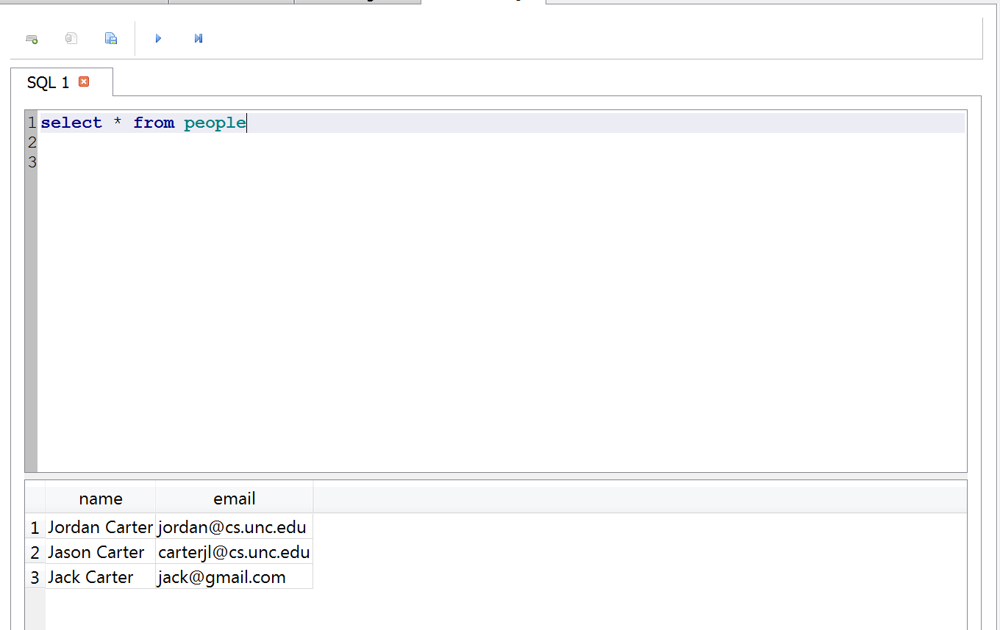 SQL 1
1 select * from people
2
3
name email
1 Jordan Carter jordan@cs.unc.edu
2 Jason Carter carterjl@cs.unc.edu
3 Jack Carter jack@gmail.com